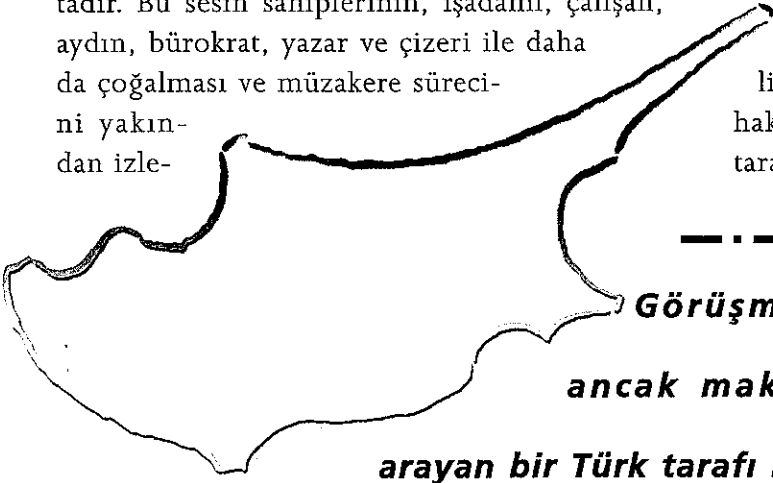 tadır. Bu sesin sahiplerinin, işadamı, çalışan,
aydın, bürokrat, yazar ve çizeri ile daha
da çoğalması ve müzakere süreci-
ni yakın-
dan izle-
li
hak
tara
Görüşm
ancak mak
arayan bir Türk tarafı